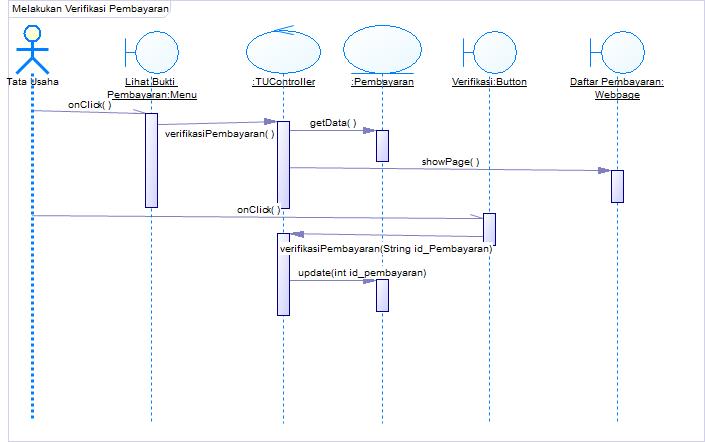 Melakukan Verifikasi Pembayaran
Tata Usaha
Lihat Bukti
Pembayaran:Menu
:TUController
:Pembayaran
Verifikasi:Button
Daftar Pembayaran:
Webpage
onClick( )
verifikasiPembayaran( )
getData( )
showPage( )
onClick( )
verifikasiPembayaran(String id_Pembayaran)
update(int id_pembayaran)